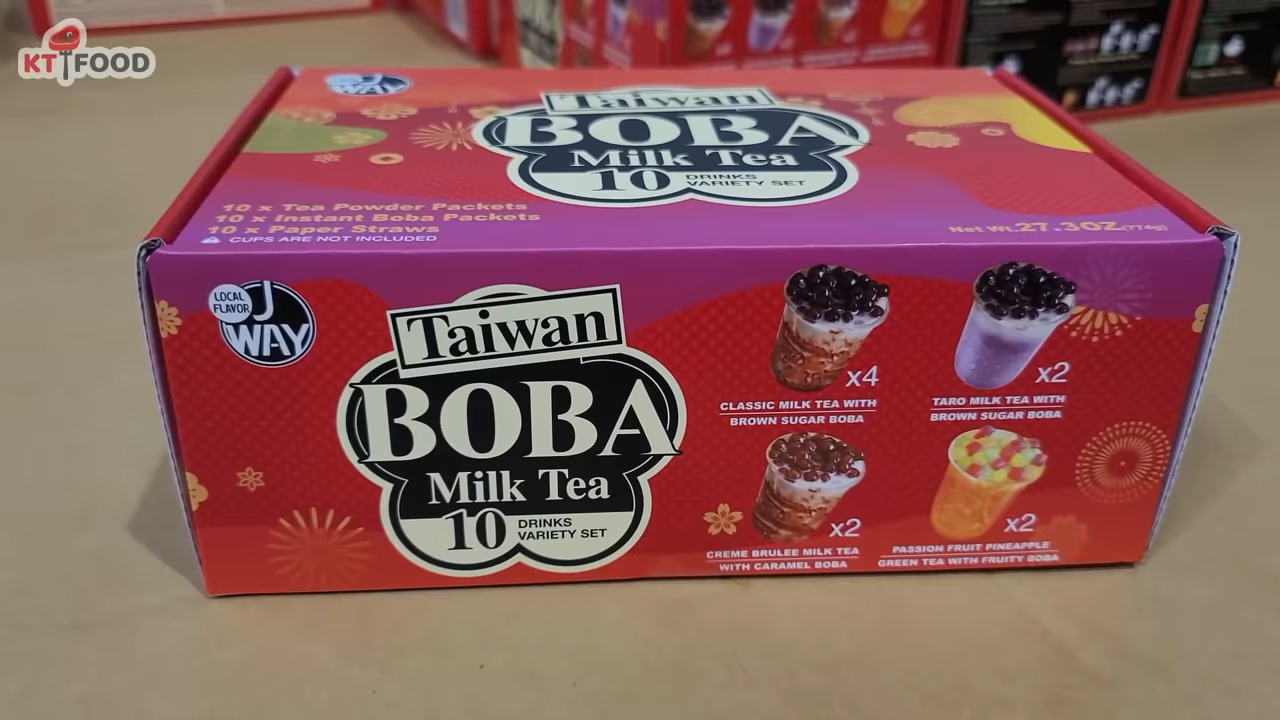 KT FOOD
J
WAY
Taiwan
BOBA
Milk Tea
10 DRINKS
VARIETY SET
10 x Tea Powder Packets
10 x Instant Boba Packets
10 x Paper Straws
CUPS ARE NOT INCLUDED
Net Wt.27.3OZ(774g)
LOCAL
FLAVOR
J
WAY
Taiwan
BOBA
Milk Tea
10 DRINKS
VARIETY SET
x4
CLASSIC MILK TEA WITH
BROWN SUGAR BOBA
x2
TARO MILK TEA WITH
BROWN SUGAR BOBA
x2
CREME BRULEE MILK TEA
WITH CARAMEL BOBA
x2
PASSION FRUIT PINEAPPLE
GREEN TEA WITH FRUITY BOBA